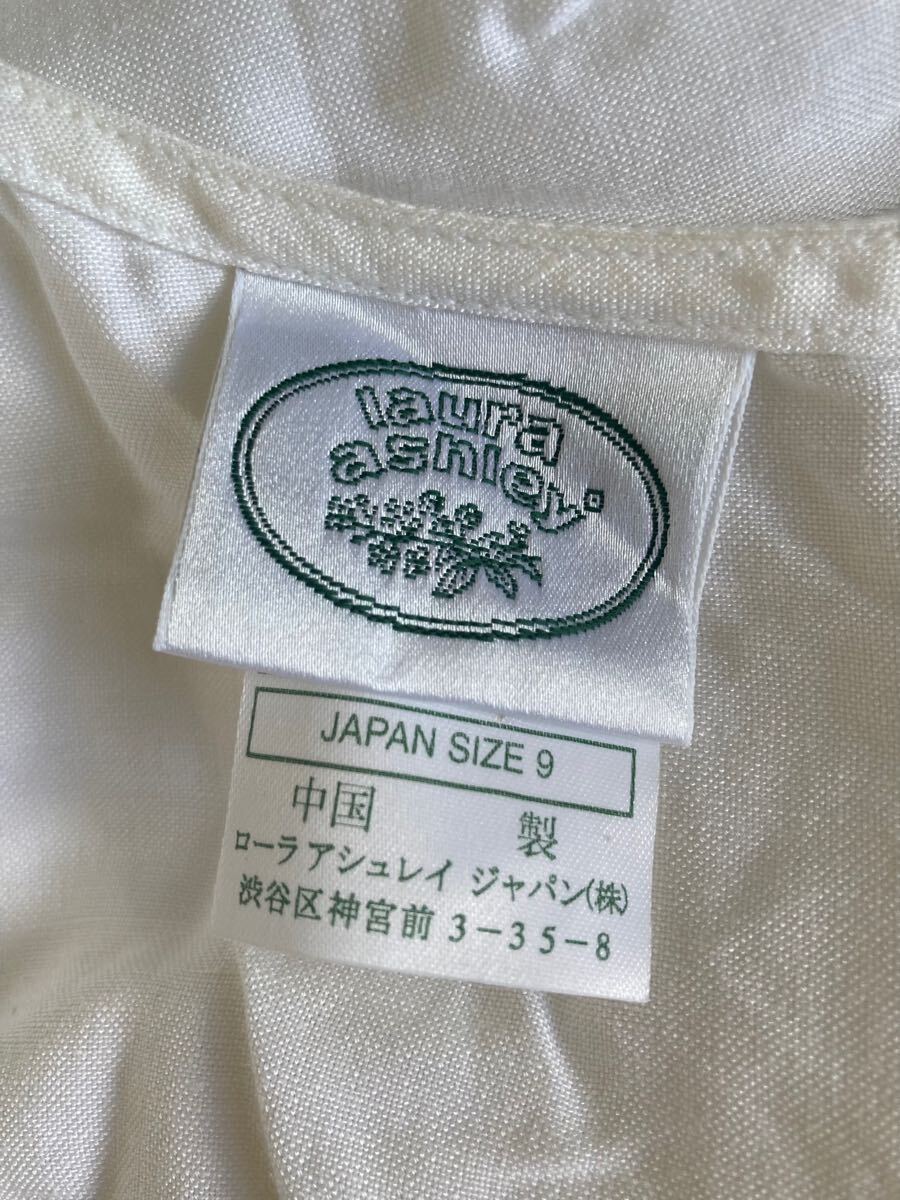 laura
ashley
JAPAN SIZE 9
中国 製
ローラ アシュレイ ジャパン(株)
渋谷区神宮前 3-35-8